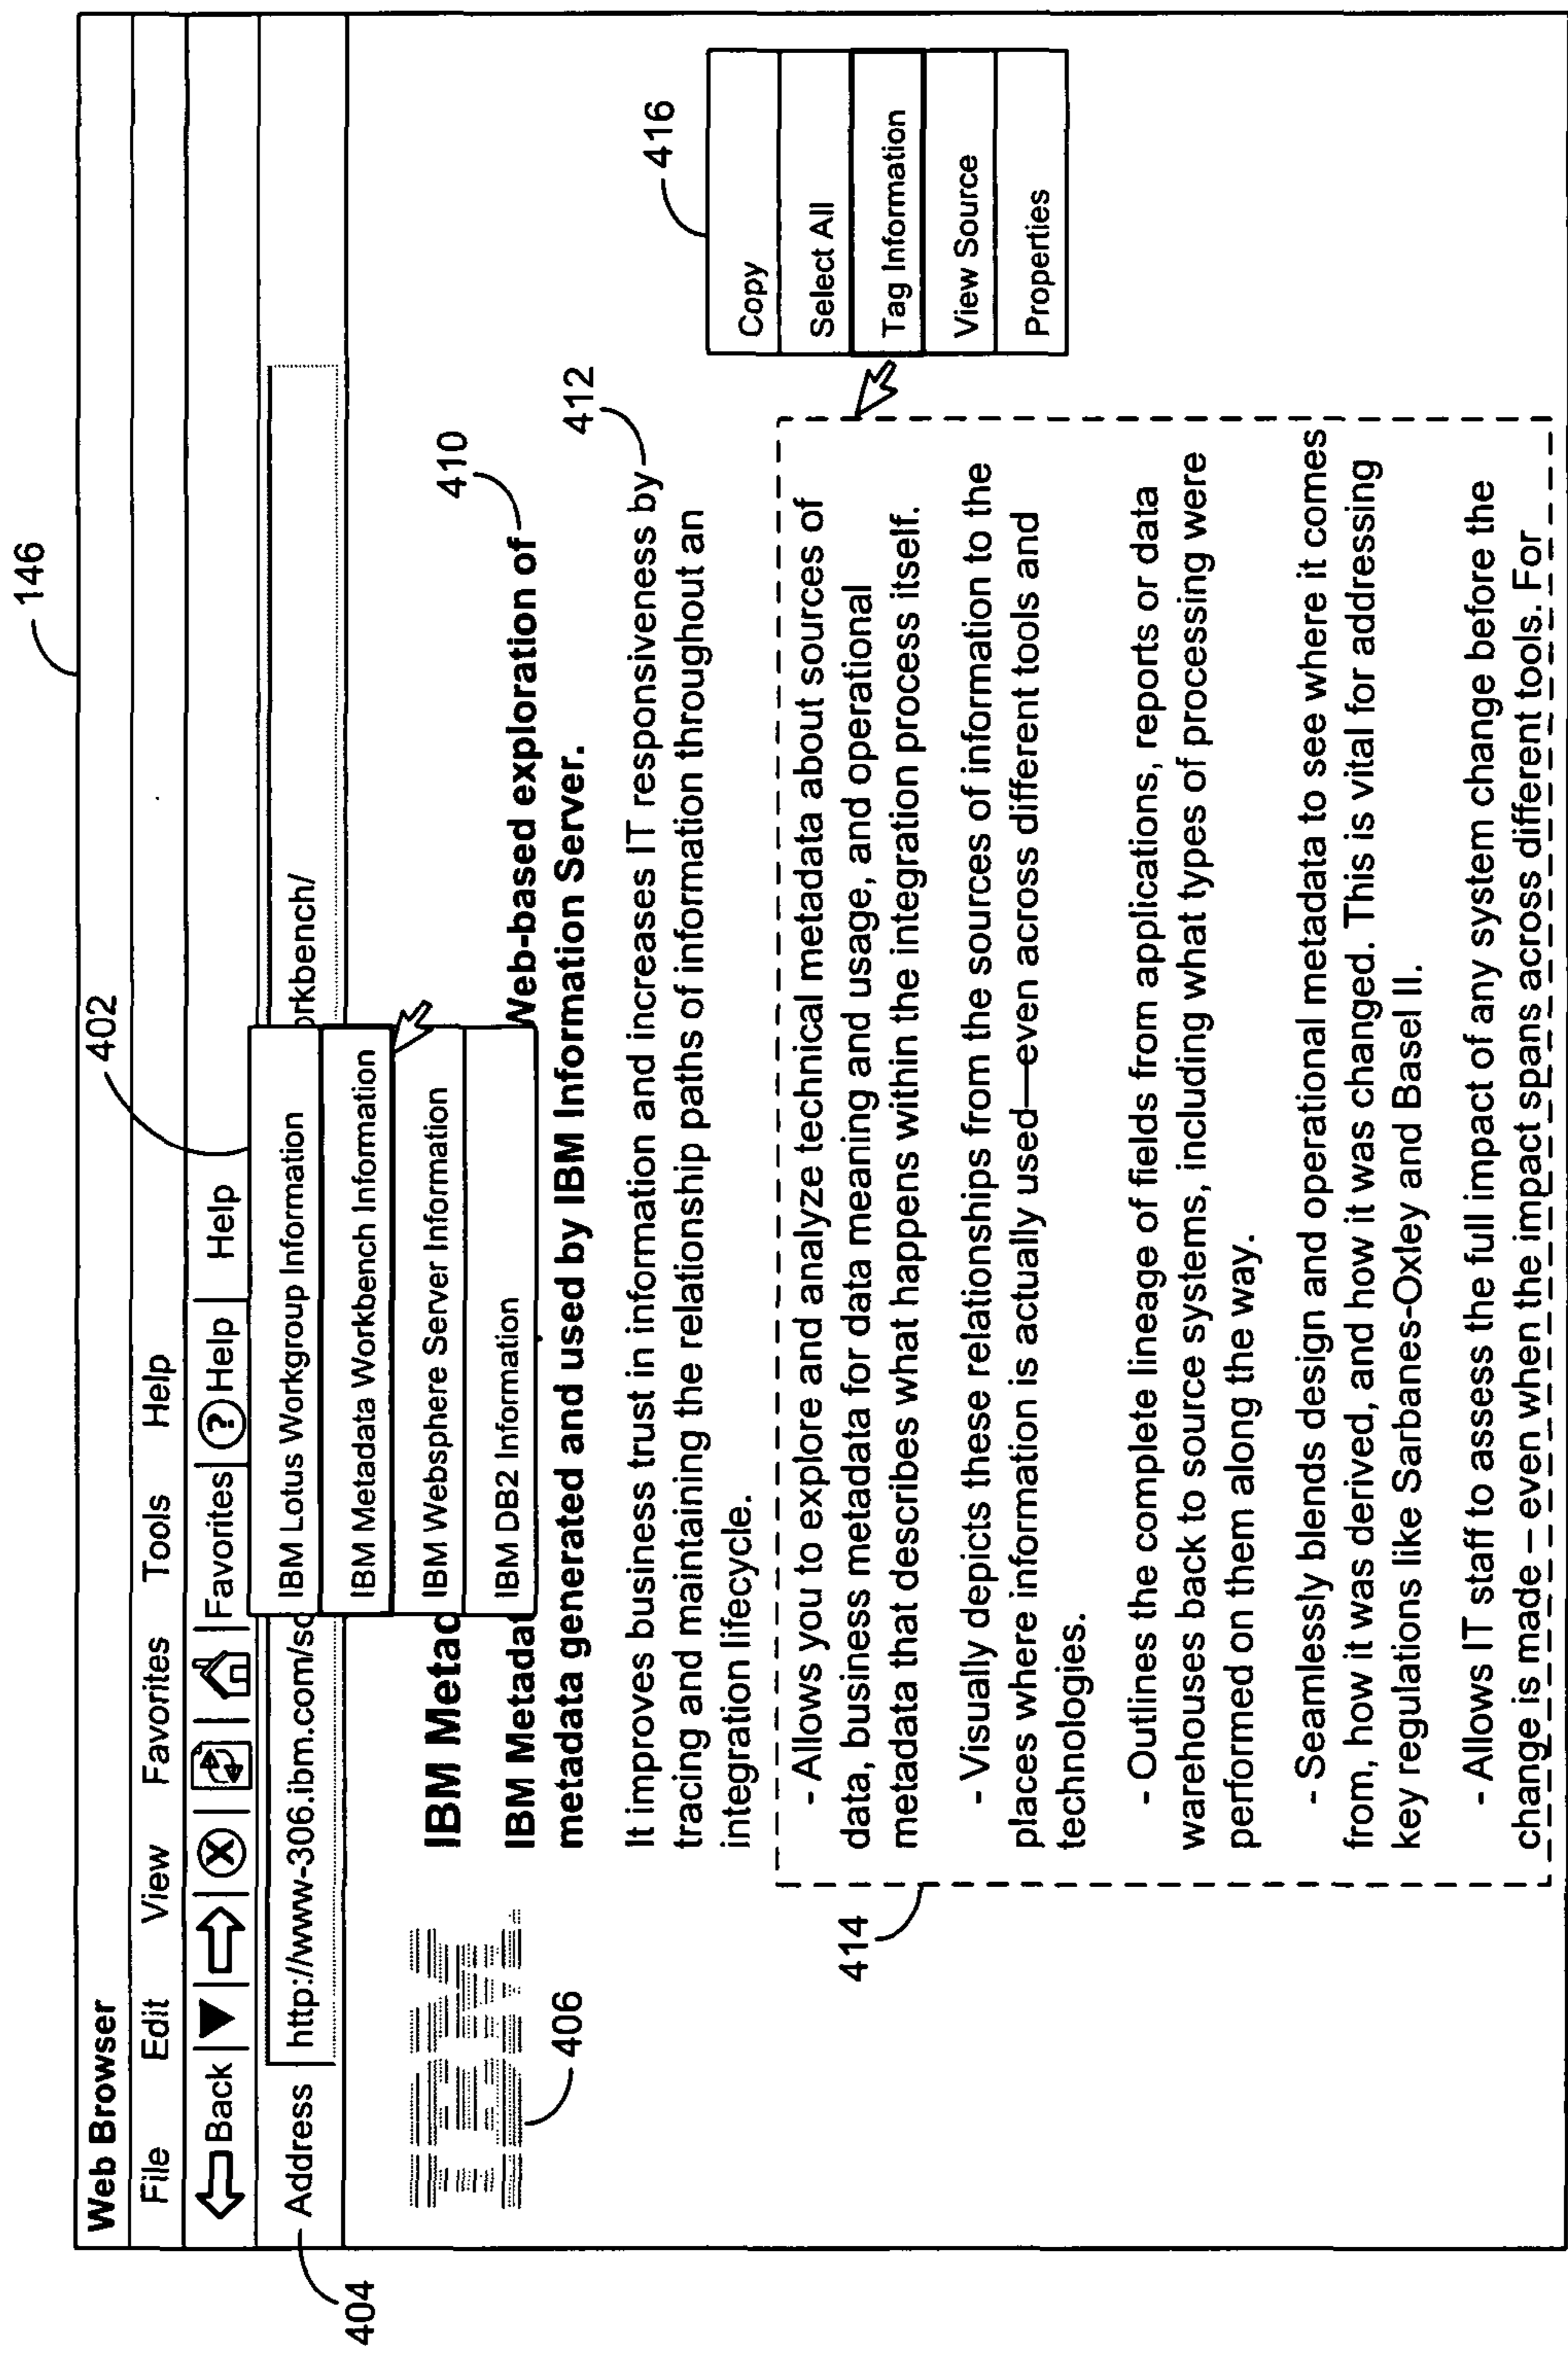 146
Web Browser
File Edit View Favorites Tools Help
Back Favorites ? Help Help
402
404
Address http://www-306.ibm.com/so orkbench/
IBM Lotus Workgroup Information
IBM Metadata Workbench Information
IBM Websphere Server Information
IBM DB2 Information
IBM
406
IBM Metad
410
IBM Metadat Web-based exploration of
metadata generated and used by IBM Information Server.
412
It improves business trust in information and increases IT responsiveness by
tracing and maintaining the relationship paths of information throughout an
integration lifecycle.
414
- Allows you to explore and analyze technical metadata about sources of
data, business metadata for data meaning and usage, and operational
metadata that describes what happens within the integration process itself.
- Visually depicts these relationships from the sources of information to the
places where information is actually used—even across different tools and
technologies.
- Outlines the complete lineage of fields from applications, reports or data
warehouses back to source systems, including what types of processing were
performed on them along the way.
- Seamlessly blends design and operational metadata to see where it comes
from, how it was derived, and how it was changed. This is vital for addressing
key regulations like Sarbanes-Oxley and Basel II.
- Allows IT staff to assess the full impact of any system change before the
change is made – even when the impact spans across different tools. For
416
Copy
Select All
Tag Information
View Source
Properties